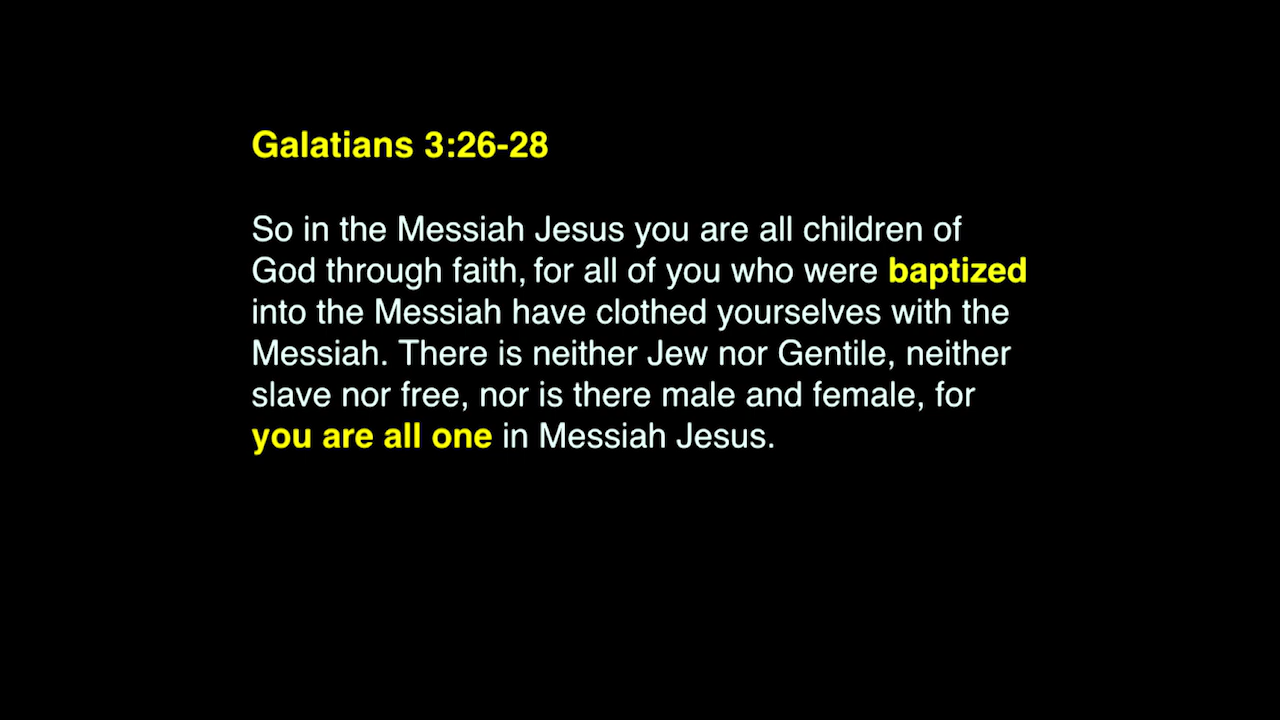 Galatians 3:26-28
So in the Messiah Jesus you are all children of
God through faith, for all of you who were baptized
into the Messiah have clothed yourselves with the
Messiah. There is neither Jew nor Gentile, neither
slave nor free, nor is there male and female, for
you are all one in Messiah Jesus.